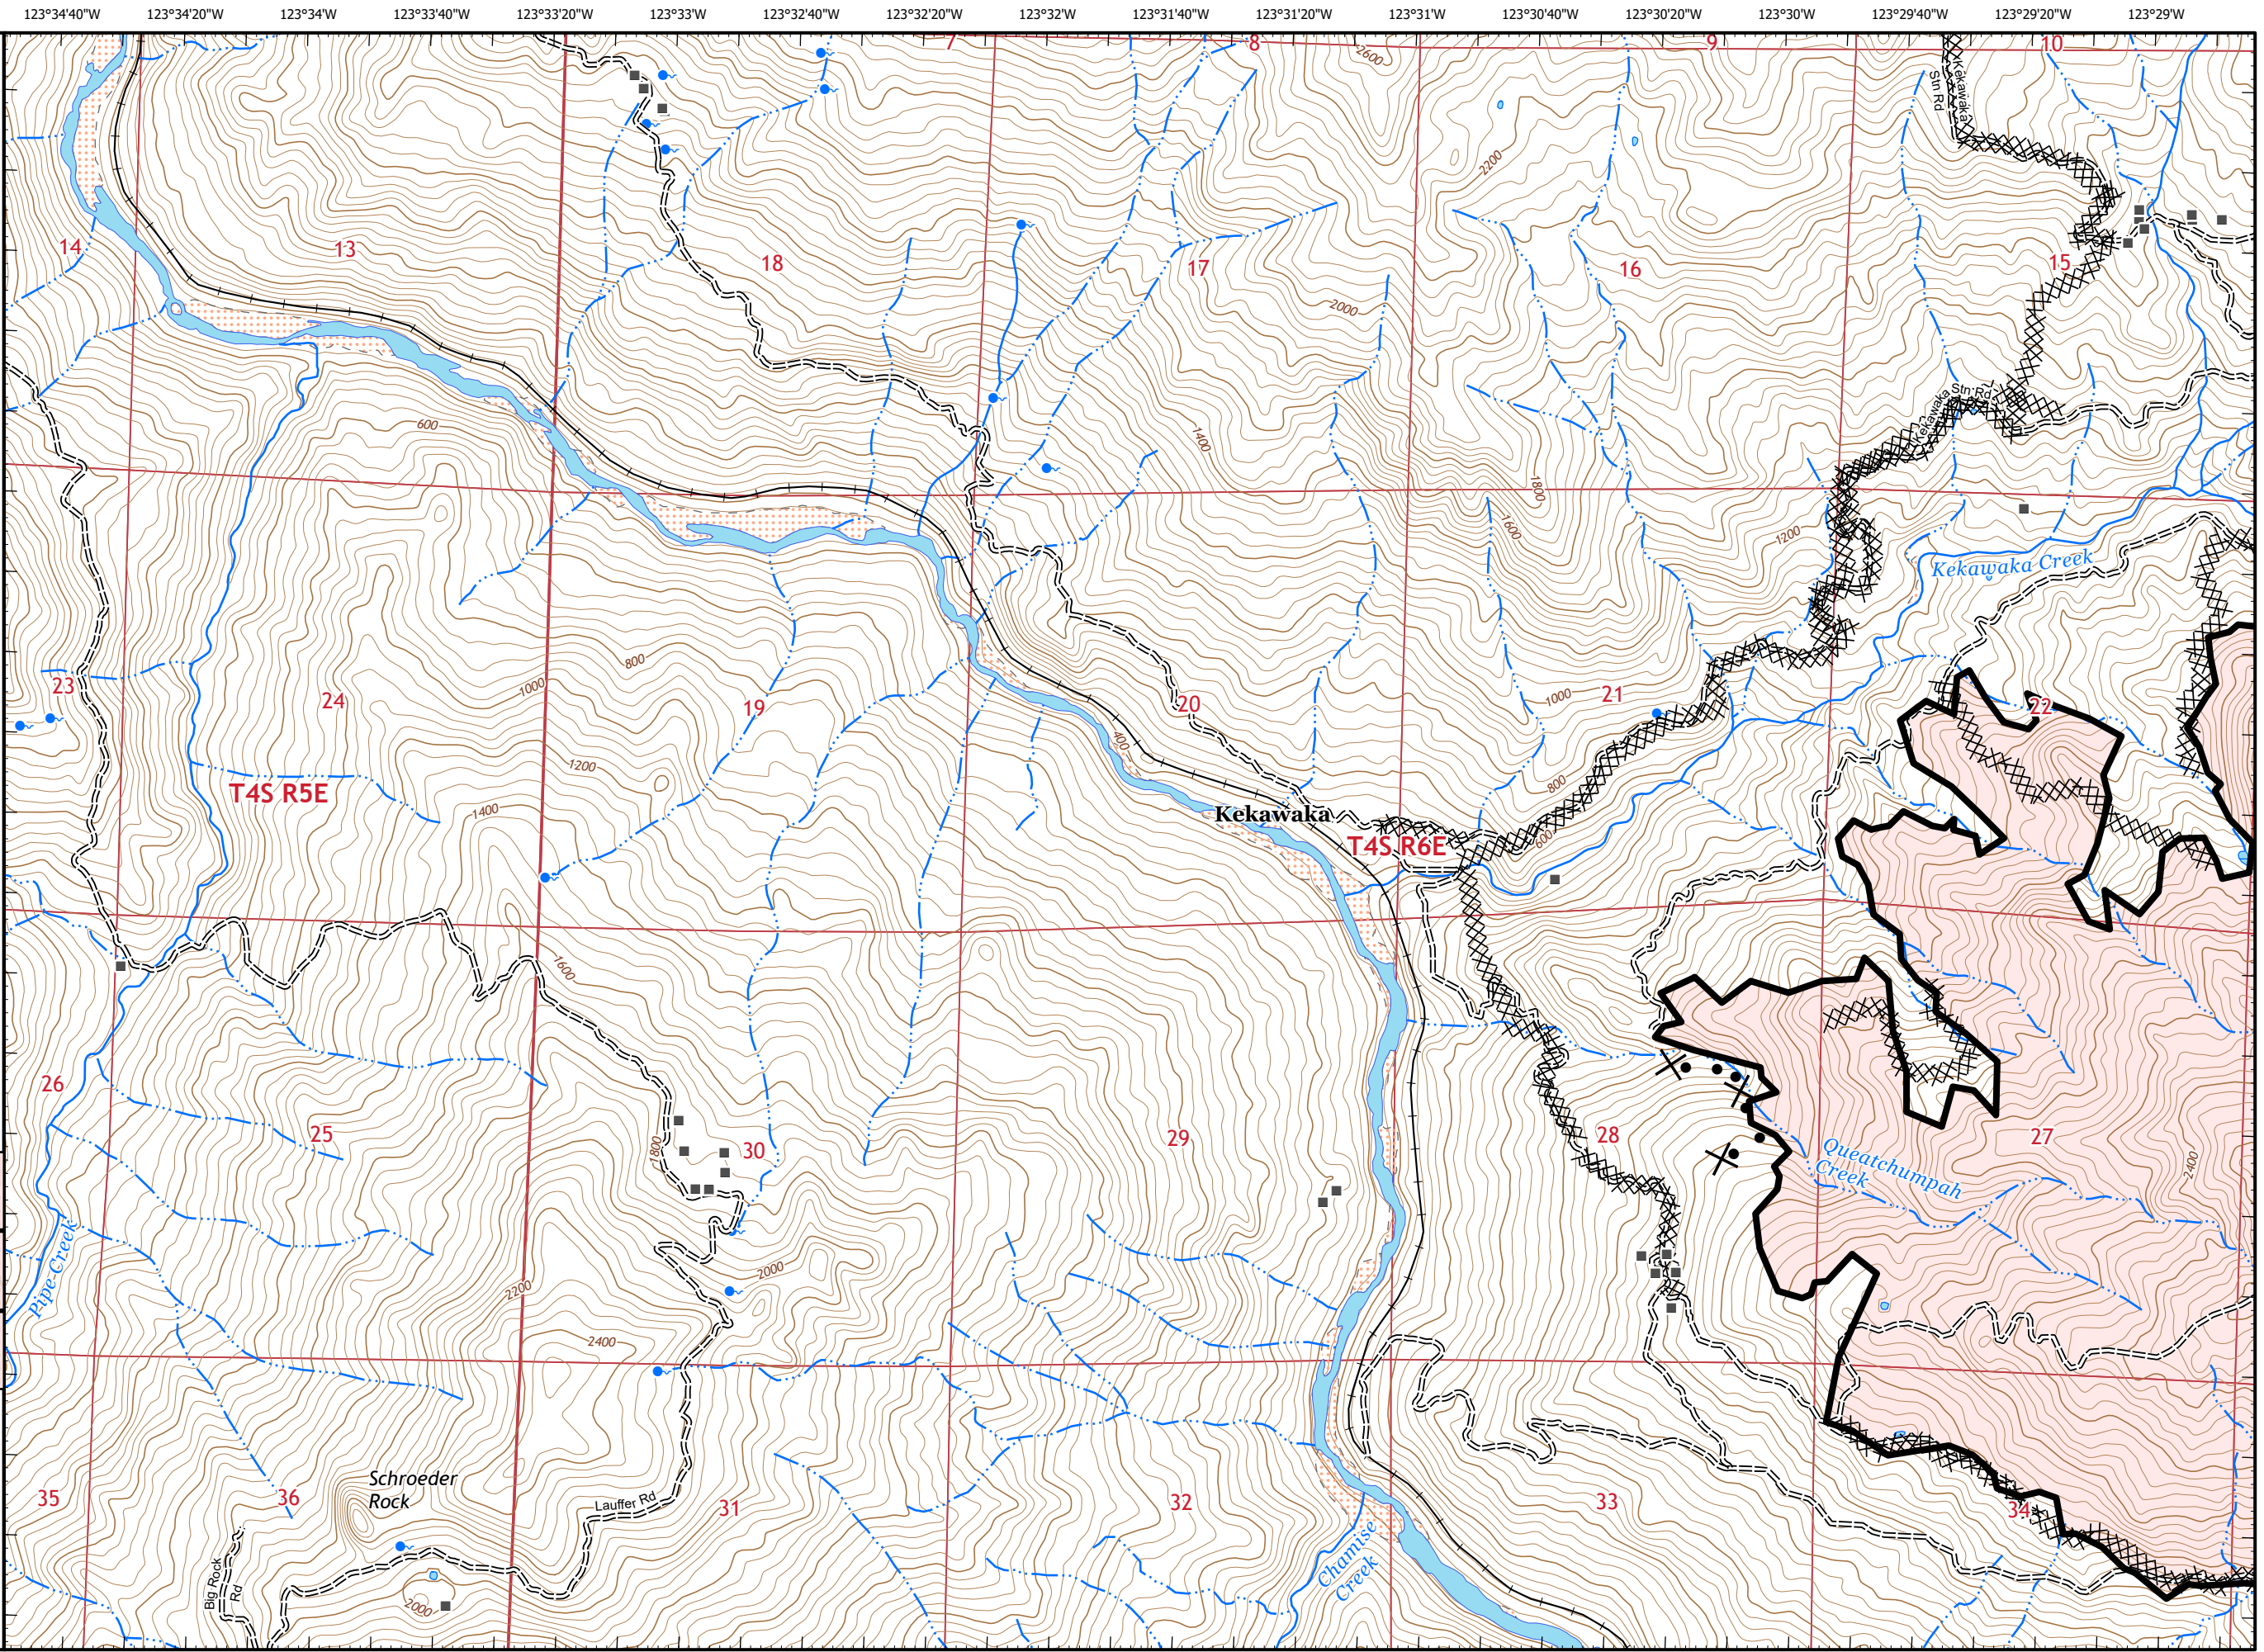 123°34'40"W 123°34'20"W 123°34'W 123°33'40"W 123°33'20"W 123°33'W 123°32'40"W 123°32'20"W 123°32'W 123°31'40"W 123°31'20"W 123°31'W 123°30'40"W 123°30'20"W 123°30'W 123°29'40"W 123°29'20"W 123°29'W
7 8 9 10
2600
Kekawaka
Stn Rd
2200
14 13 18 17 16 15
2000
600
1400
Kekawaka Stn Rd
1800
1600
1200
Kekawaka Creek
23 24 19 20 21 22
800
1000
1000
400
1200
800
T4S R5E
1400
Kekawaka
600
T4S R6E
1600
26 25 30 29 28 27
1800
Queatchumpah
Creek
2400
Pipe Creek
2000
2200
2400
Schroeder
Rock
35 36 31 32 33 34
Lauffer Rd
Chamise
Creek
Big Rock
Rd
2000